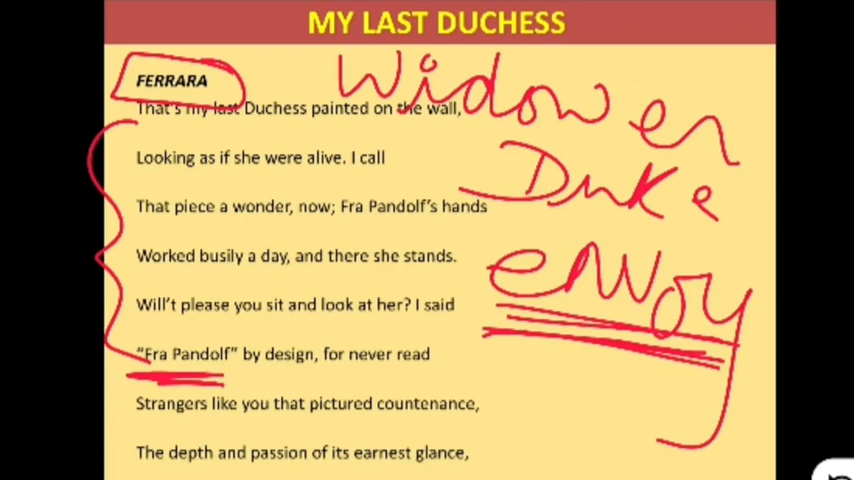 MY LAST DUCHESS
FERRARA
Widower
That's my last Duchess painted on the wall,
Looking as if she were alive. I call
Duke
That piece a wonder, now; Fra Pandolf's hands
Worked busily a day, and there she stands.
envoy
Will't please you sit and look at her? I said
“Fra Pandolf” by design, for never read
Strangers like you that pictured countenance,
The depth and passion of its earnest glance,